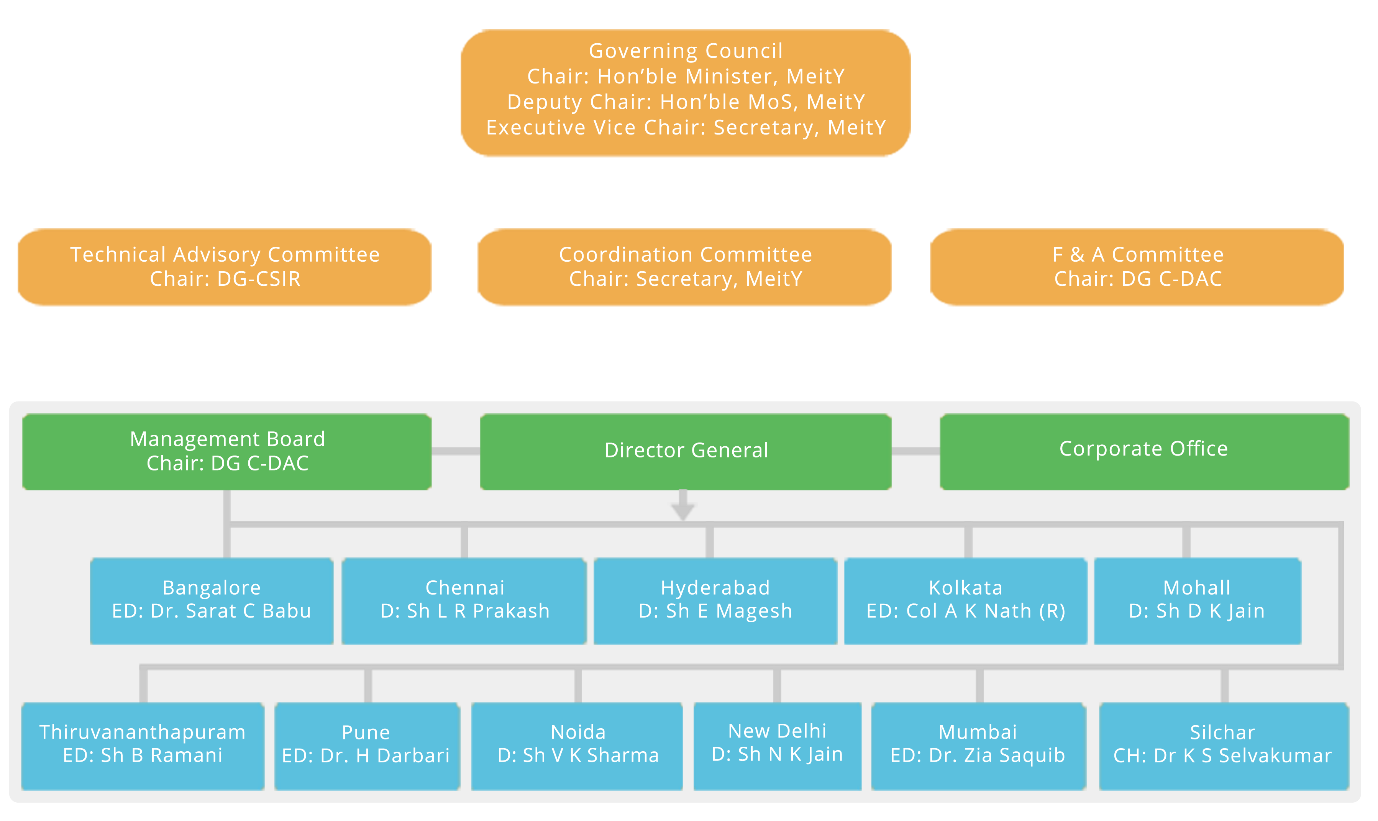 Governing Council
Chair: Hon’ble Minister, MeitY
Deputy Chair: Hon’ble MoS, MeitY
Executive Vice Chair: Secretary, MeitY
Technical Advisory Committee
Chair: DG-CSIR
Coordination Committee
Chair: Secretary, MeitY
F & A Committee
Chair: DG C-DAC
Management Board
Chair: DG C-DAC
Director General
Corporate Office
Bangalore
ED: Dr. Sarat C Babu
Chennai
D: Sh L R Prakash
Hyderabad
D: Sh E Magesh
Kolkata
ED: Col A K Nath (R)
Mohall
D: Sh D K Jain
Thiruvananthapuram
ED: Sh B Ramani
Pune
ED: Dr. H Darbari
Noida
D: Sh V K Sharma
New Delhi
D: Sh N K Jain
Mumbai
ED: Dr. Zia Saquib
Silchar
CH: Dr K S Selvakumar